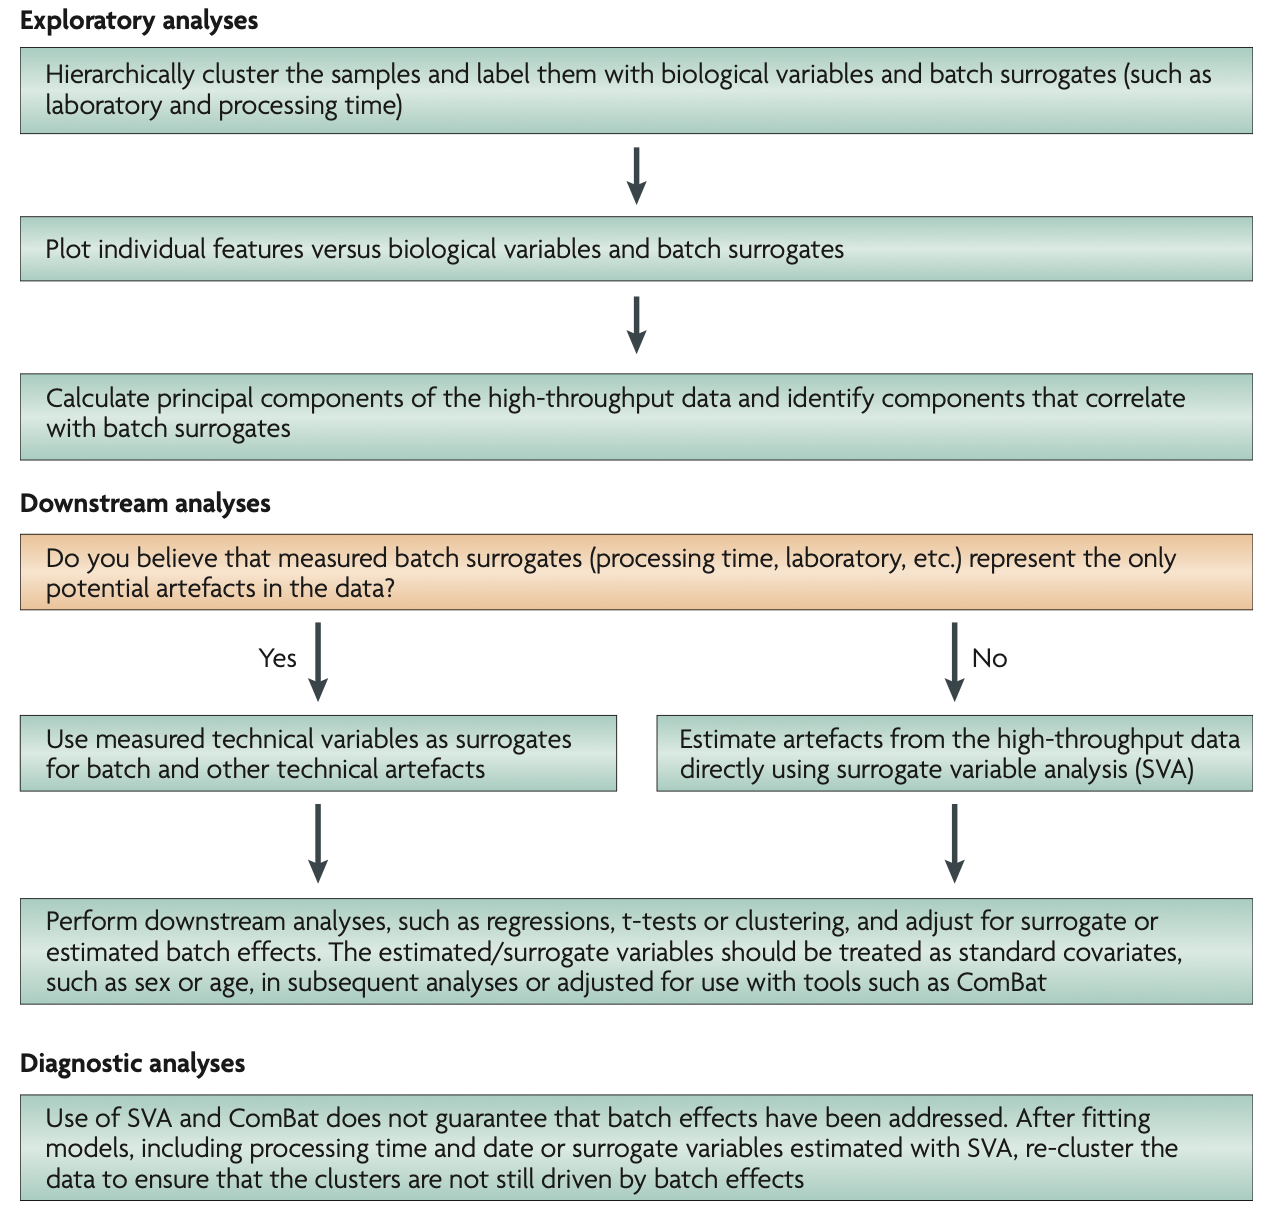 Exploratory analyses
Hierarchically cluster the samples and label them with biological variables and batch surrogates (such as
laboratory and processing time)
Plot individual features versus biological variables and batch surrogates
Calculate principal components of the high-throughput data and identify components that correlate
with batch surrogates
Downstream analyses
Do you believe that measured batch surrogates (processing time, laboratory, etc.) represent the only
potential artefacts in the data?
Yes
No
Use measured technical variables as surrogates
for batch and other technical artefacts
Estimate artefacts from the high-throughput data
directly using surrogate variable analysis (SVA)
Perform downstream analyses, such as regressions, t-tests or clustering, and adjust for surrogate or
estimated batch effects. The estimated/surrogate variables should be treated as standard covariates,
such as sex or age, in subsequent analyses or adjusted for use with tools such as ComBat
Diagnostic analyses
Use of SVA and ComBat does not guarantee that batch effects have been addressed. After fitting
models, including processing time and date or surrogate variables estimated with SVA, re-cluster the
data to ensure that the clusters are not still driven by batch effects